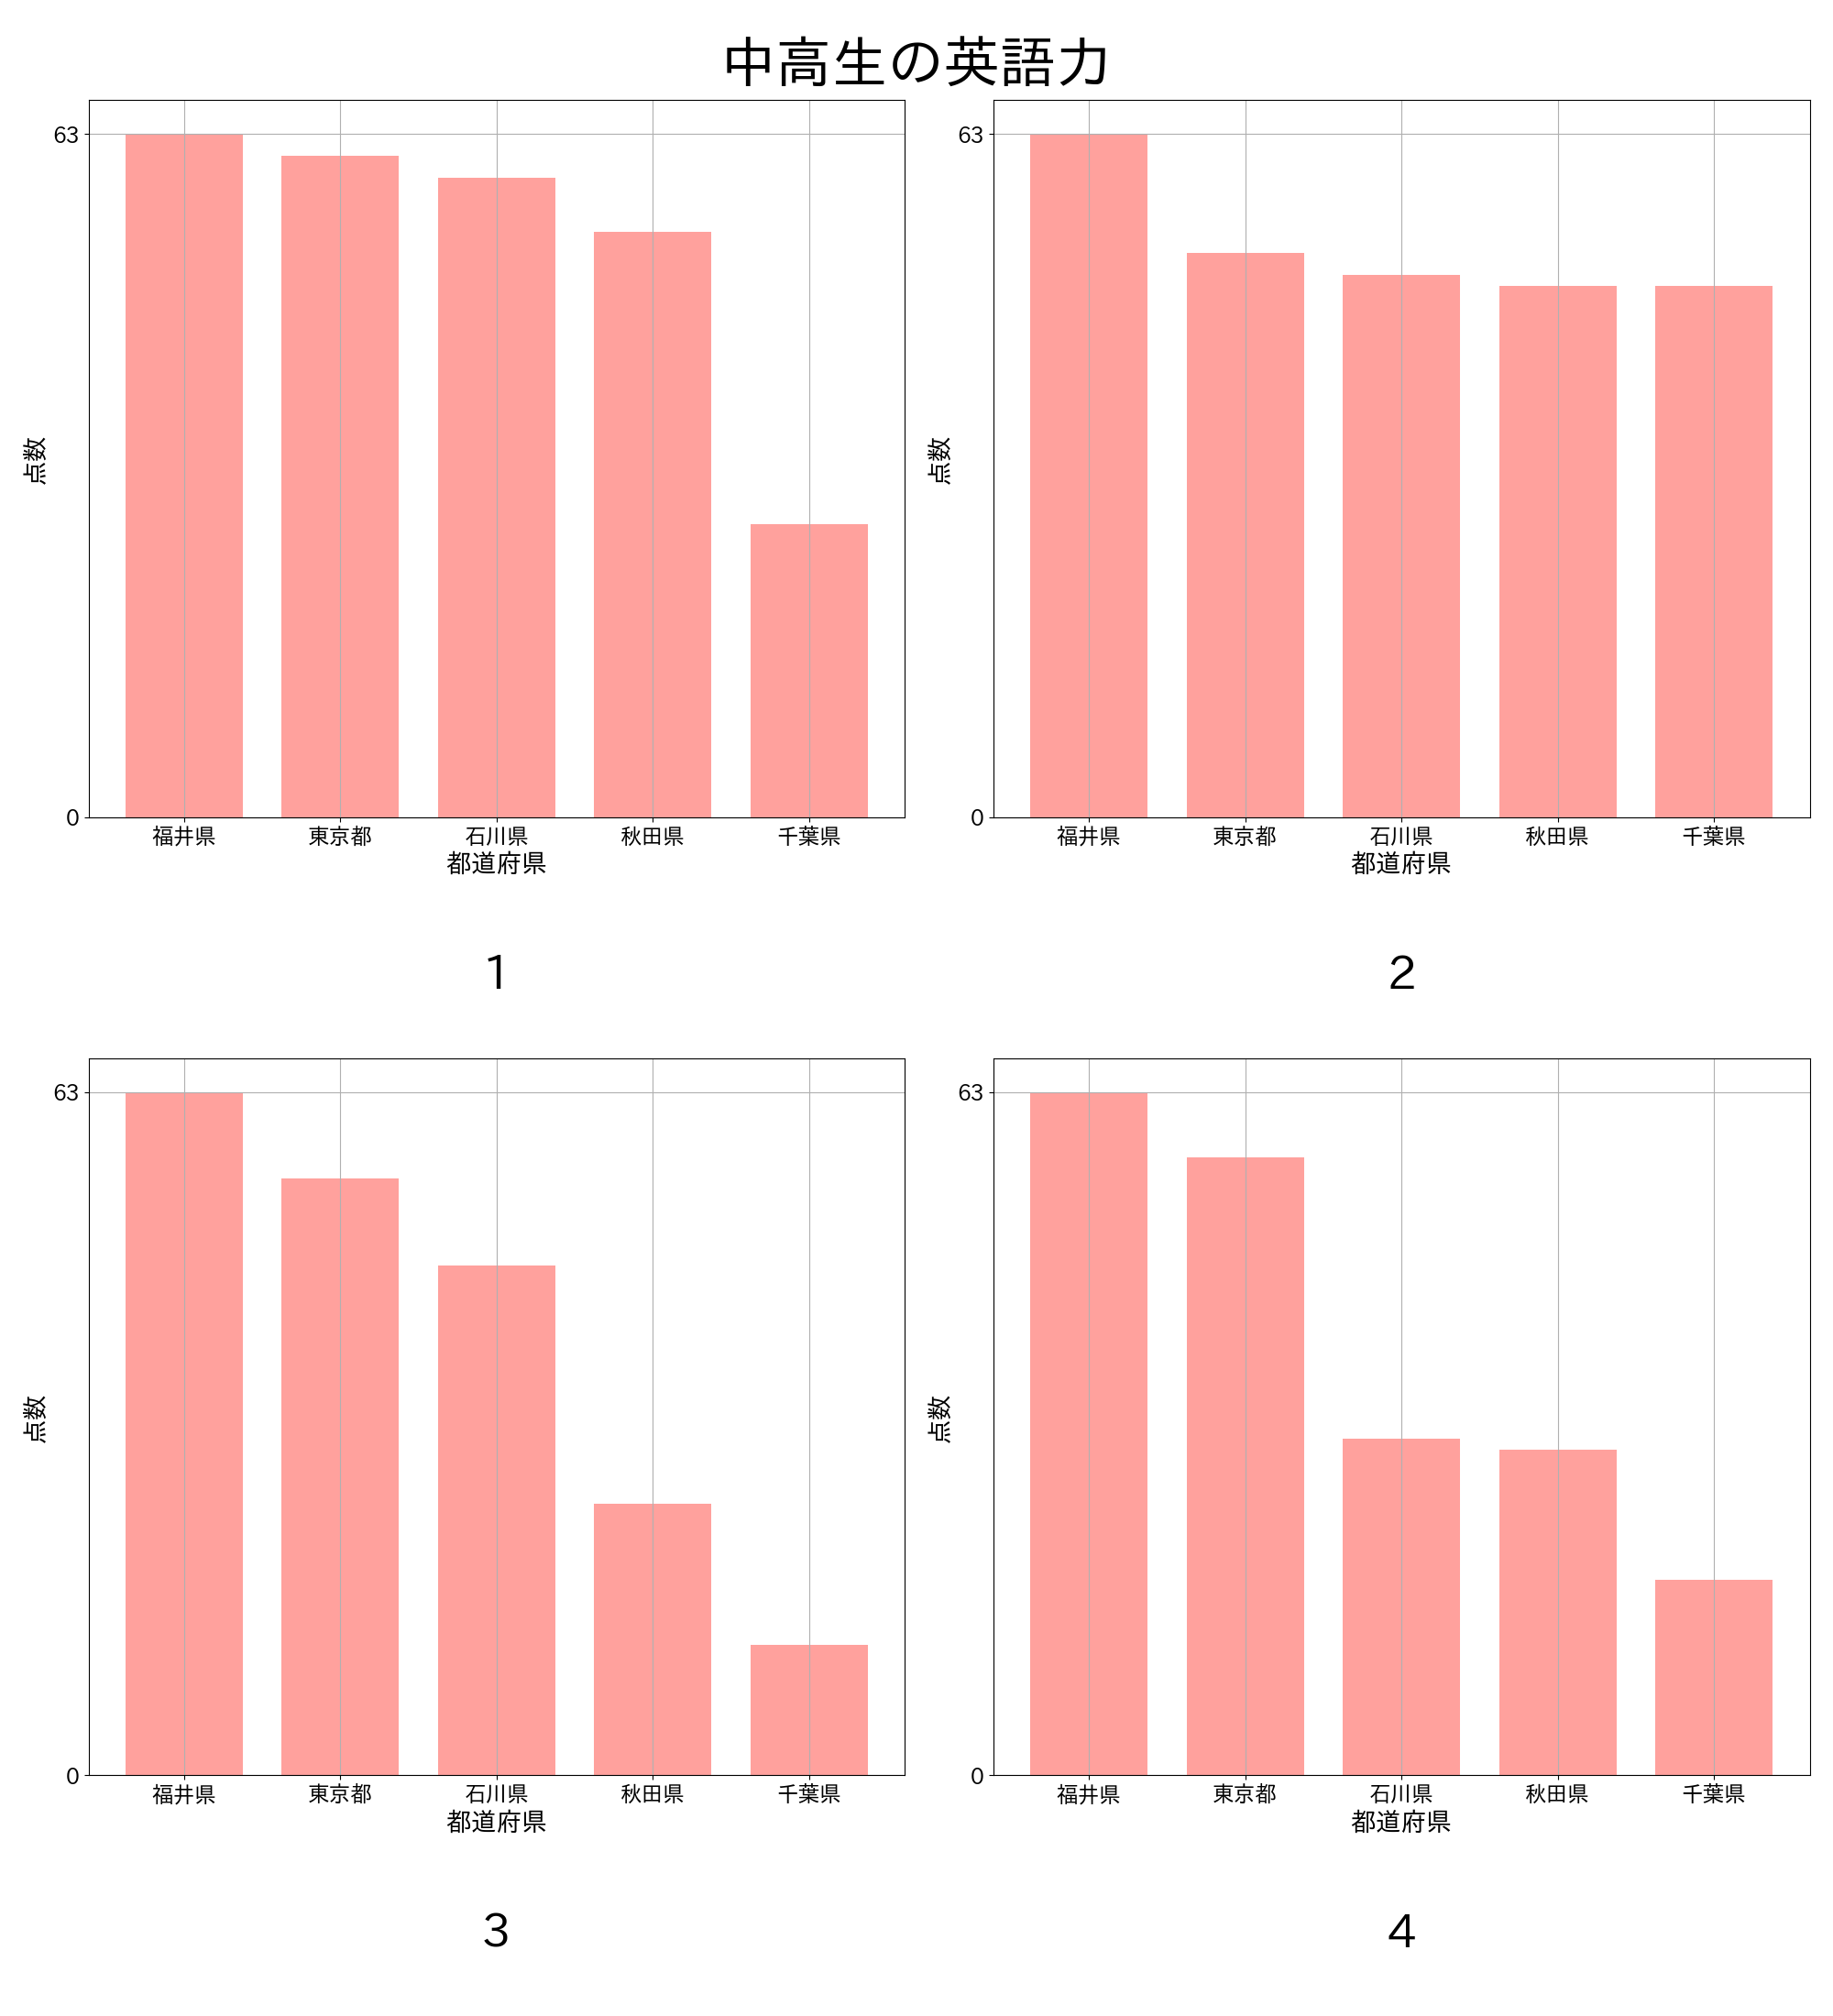 中高生の英語力
63
点数
0
福井県 東京都 石川県 秋田県 千葉県
都道府県
1
63
点数
0
福井県 東京都 石川県 秋田県 千葉県
都道府県
2
63
点数
0
福井県 東京都 石川県 秋田県 千葉県
都道府県
3
63
点数
0
福井県 東京都 石川県 秋田県 千葉県
都道府県
4